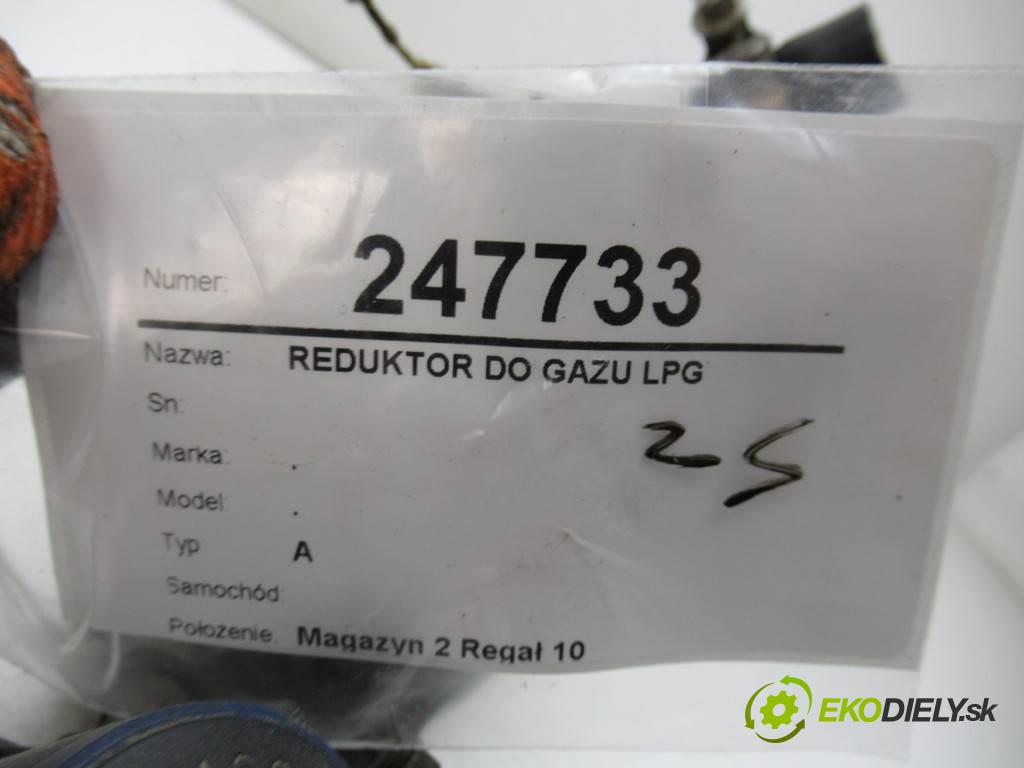 Numer: 247733
Nazwa: REDUKTOR DO GAZU LPG
Sn:
Marka: .
25
Model: .
Typ A
Samochód
Położenie: Magazyn 2 Regał 10
EKODIELY.sk